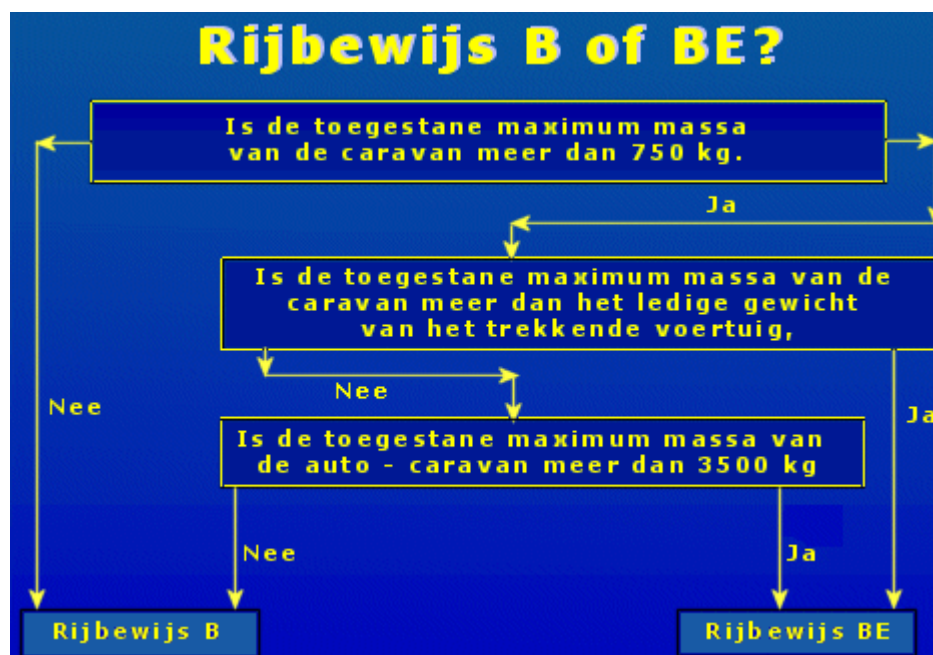 Rijbewijs B of BE?
Is de toegestane maximum massa
van de caravan meer dan 750 kg.
Ja
Is de toegestane maximum massa van de
caravan meer dan het ledige gewicht
van het trekkende voertuig,
Nee
Nee
Ja
Is de toegestane maximum massa van
de auto - caravan meer dan 3500 kg
Nee
Ja
Rijbewijs B
Rijbewijs BE